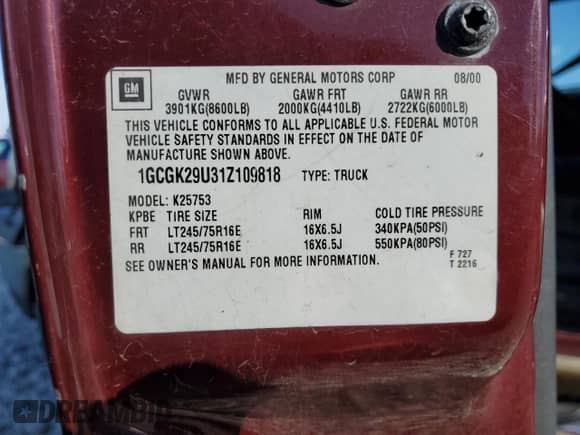 GM
MFD BY GENERAL MOTORS CORP 08/00
GVWR GAWR FRT GAWR RR
3901KG(8600LB) 2000KG(4410LB) 2722KG(6000LB)
THIS VEHICLE CONFORMS TO ALL APPLICABLE U.S. FEDERAL MOTOR
VEHICLE SAFETY STANDARDS IN EFFECT ON THE DATE OF
MANUFACTURE SHOWN ABOVE.
1GCGK29U31Z109818 TYPE: TRUCK
MODEL: K25753
KPBE TIRE SIZE RIM COLD TIRE PRESSURE
FRT LT245/75R16E 16X6.5J 340KPA(50PSI)
RR LT245/75R16E 16X6.5J 550KPA(80PSI)
SEE OWNER'S MANUAL FOR MORE INFORMATION.
F 727
T 2216
DREAMBID